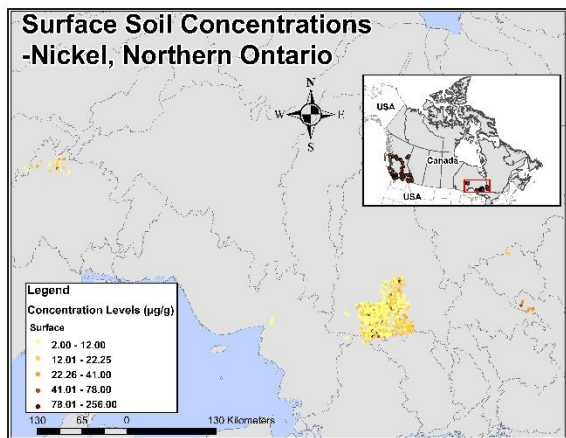 Surface Soil Concentrations
-Nickel, Northern Ontario
N
W E
S
USA
Canada
USA
Legend
Concentration Levels (µg/g)
Surface
2.00 - 12.00
12.01 - 22.25
22.26 - 41.00
41.01 - 78.00
78.01 - 256.00
130 65 0 130 Kilometers